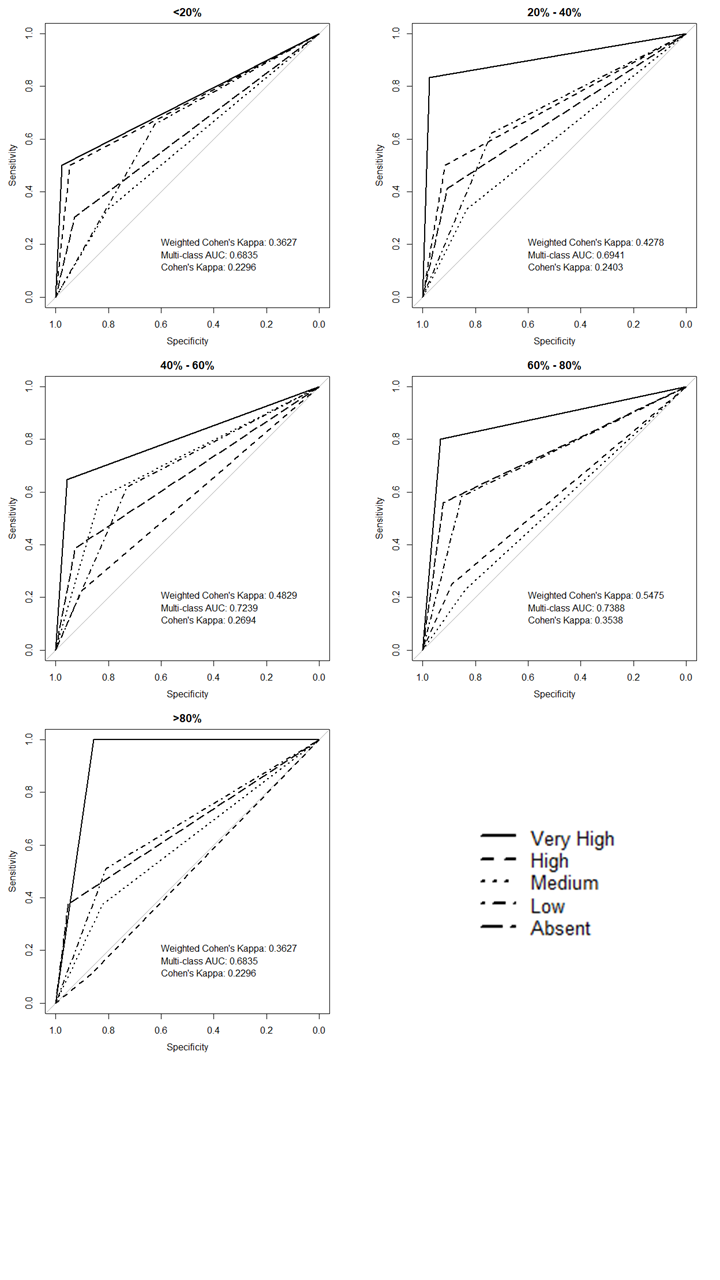 <20%
1.0
0.8
0.6
0.4
0.2
0.0
Sensitivity
Weighted Cohen's Kappa: 0.3627
Multi-class AUC: 0.6835
Cohen's Kappa: 0.2296
1.0 0.8 0.6 0.4 0.2 0.0
Specificity
20% - 40%
1.0
0.8
0.6
0.4
0.2
0.0
Sensitivity
Weighted Cohen's Kappa: 0.4278
Multi-class AUC: 0.6941
Cohen's Kappa: 0.2403
1.0 0.8 0.6 0.4 0.2 0.0
Specificity
40% - 60%
1.0
0.8
0.6
0.4
0.2
0.0
Sensitivity
Weighted Cohen's Kappa: 0.4829
Multi-class AUC: 0.7239
Cohen's Kappa: 0.2694
1.0 0.8 0.6 0.4 0.2 0.0
Specificity
60% - 80%
1.0
0.8
0.6
0.4
0.2
0.0
Sensitivity
Weighted Cohen's Kappa: 0.5475
Multi-class AUC: 0.7388
Cohen's Kappa: 0.3538
1.0 0.8 0.6 0.4 0.2 0.0
Specificity
>80%
1.0
0.8
0.6
0.4
0.2
0.0
Sensitivity
Weighted Cohen's Kappa: 0.3627
Multi-class AUC: 0.6835
Cohen's Kappa: 0.2296
1.0 0.8 0.6 0.4 0.2 0.0
Specificity
Very High
High
Medium
Low
Absent